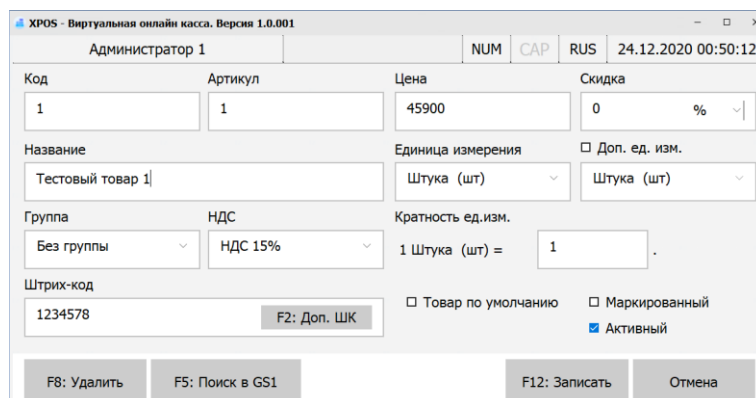 XPOS - Виртуальная онлайн касса. Версия 1.0.001
Администратор 1 NUM CAP RUS 24.12.2020 00:50:12
Код Артикул Цена Скидка
1 1 45900 0 %
Название Единица измерения Доп. ед. изм.
Тестовый товар 1 Штука (шт) Штука (шт)
Группа НДС Кратность ед.изм.
Без группы НДС 15% 1 Штука (шт) = 1 .
Штрих-код
1234578 F2: Доп. ШК Товар по умолчанию Маркированный
Активный
F8: Удалить F5: Поиск в GS1 F12: Записать Отмена